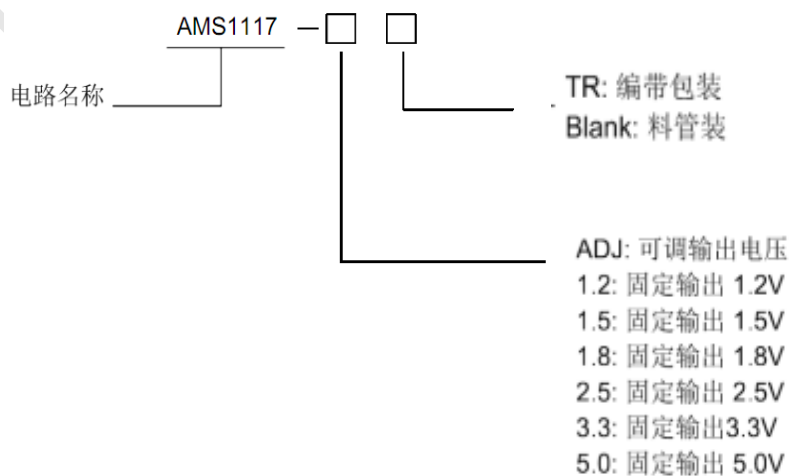 AMS1117 —
电路名称
TR: 编带包装
Blank: 料管装
ADJ: 可调输出电压
1.2: 固定输出 1.2V
1.5: 固定输出 1.5V
1.8: 固定输出 1.8V
2.5: 固定输出 2.5V
3.3: 固定输出3.3V
5.0: 固定输出 5.0V